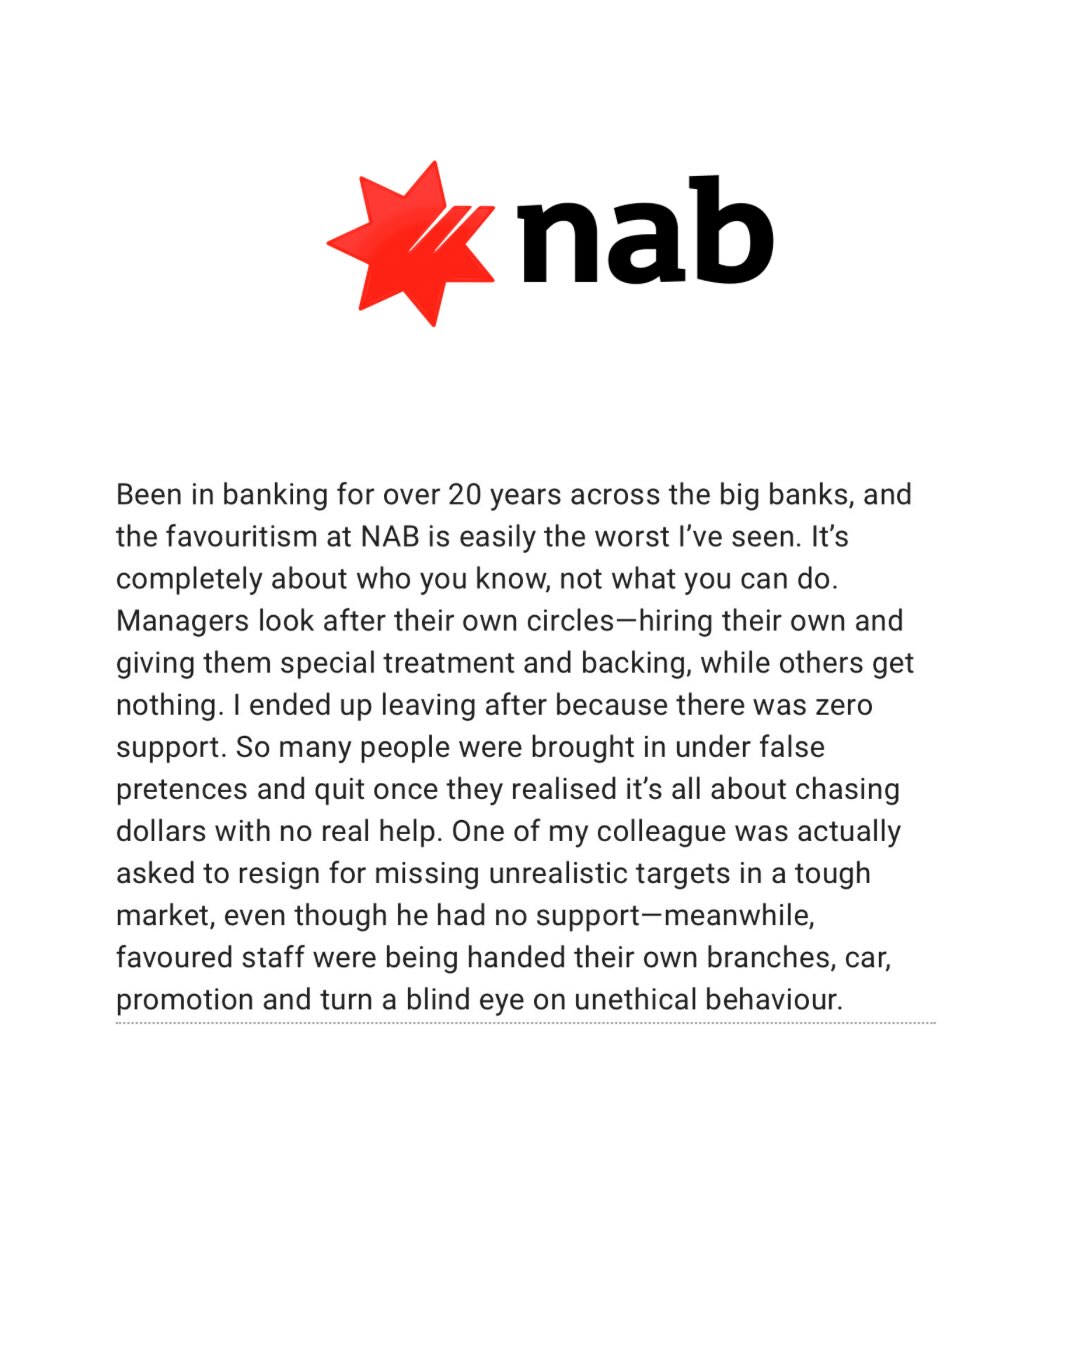 nab
Been in banking for over 20 years across the big banks, and
the favouritism at NAB is easily the worst I’ve seen. It’s
completely about who you know, not what you can do.
Managers look after their own circles—hiring their own and
giving them special treatment and backing, while others get
nothing. I ended up leaving after because there was zero
support. So many people were brought in under false
pretences and quit once they realised it’s all about chasing
dollars with no real help. One of my colleague was actually
asked to resign for missing unrealistic targets in a tough
market, even though he had no support—meanwhile,
favoured staff were being handed their own branches, car,
promotion and turn a blind eye on unethical behaviour.